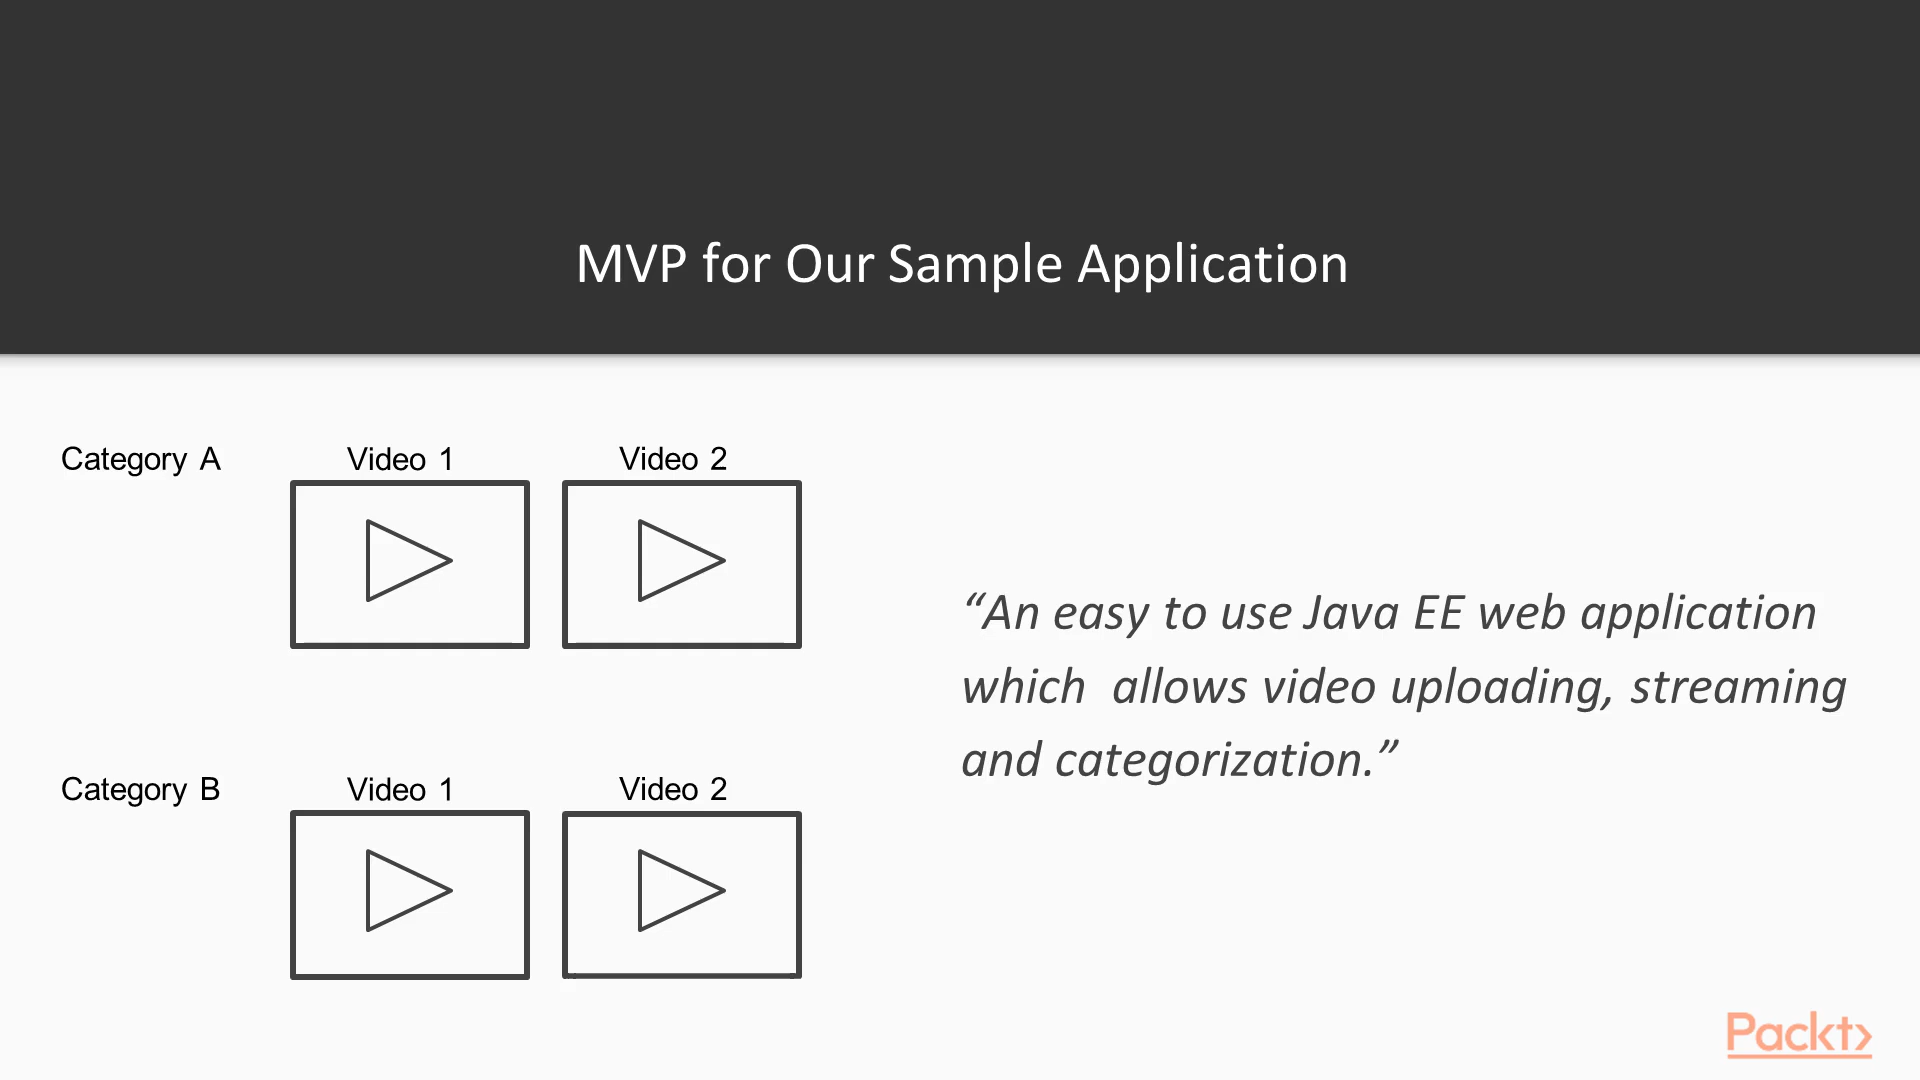 MVP for Our Sample Application
Category A
Video 1
Video 2
“An easy to use Java EE web application
which allows video uploading, streaming
and categorization.”
Category B
Video 1
Video 2
Packt>